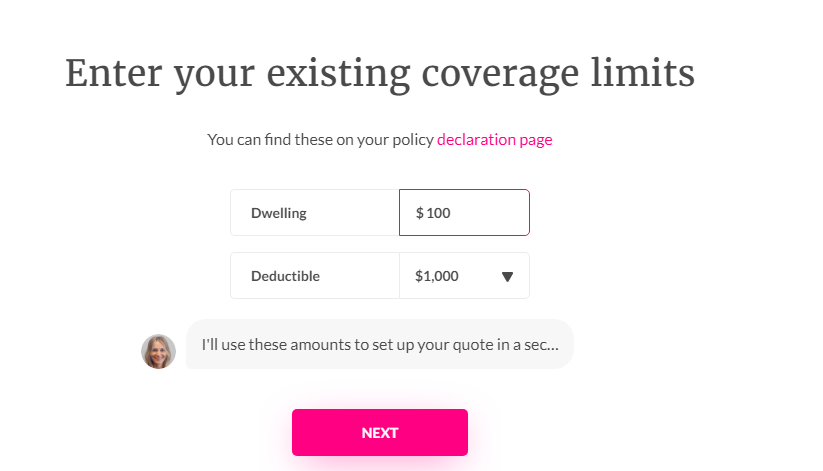 Enter your existing coverage limits
You can find these on your policy declaration page
Dwelling $ 100
Deductible $1,000
I'll use these amounts to set up your quote in a sec...
NEXT